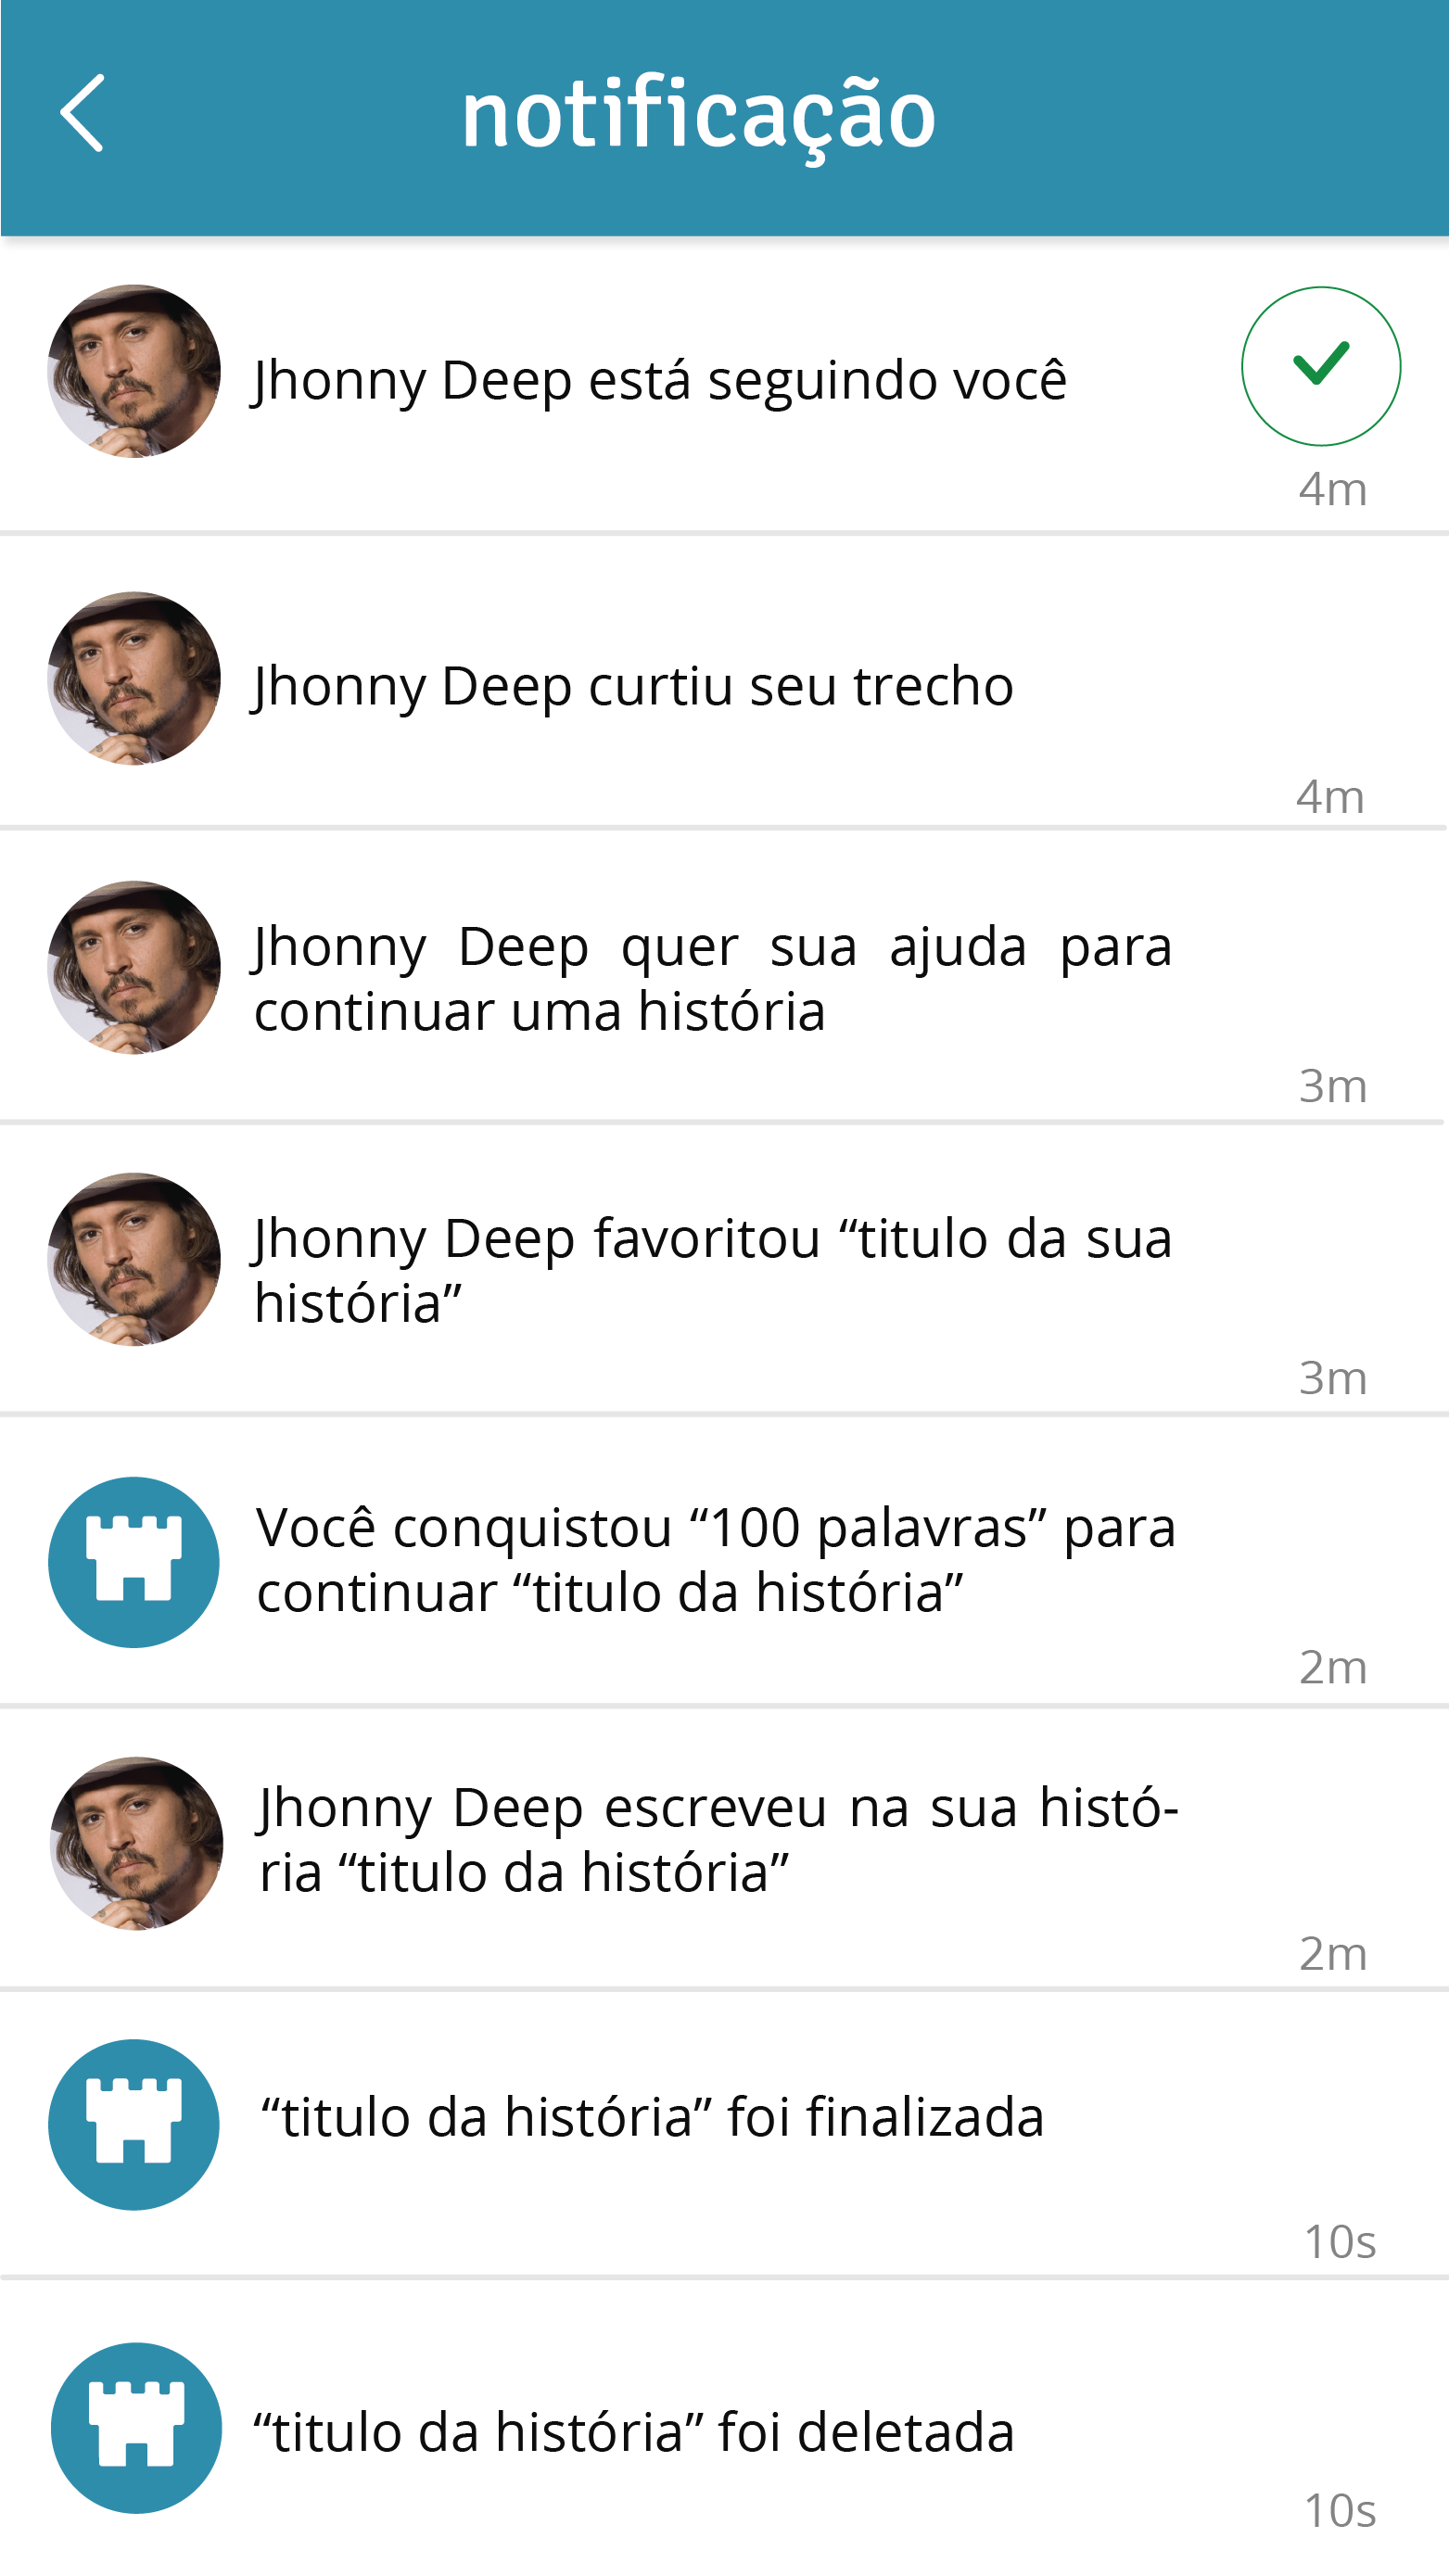 notificação
Jhonny Deep está seguindo você
4m
Jhonny Deep curtiu seu trecho
4m
Jhonny Deep quer sua ajuda para
continuar uma história
3m
Jhonny Deep favoritou “titulo da sua
história”
3m
Você conquistou “100 palavras” para
continuar “titulo da história”
2m
Jhonny Deep escreveu na sua histó-
ria “titulo da história”
2m
“titulo da história” foi finalizada
10s
“titulo da história” foi deletada
10s